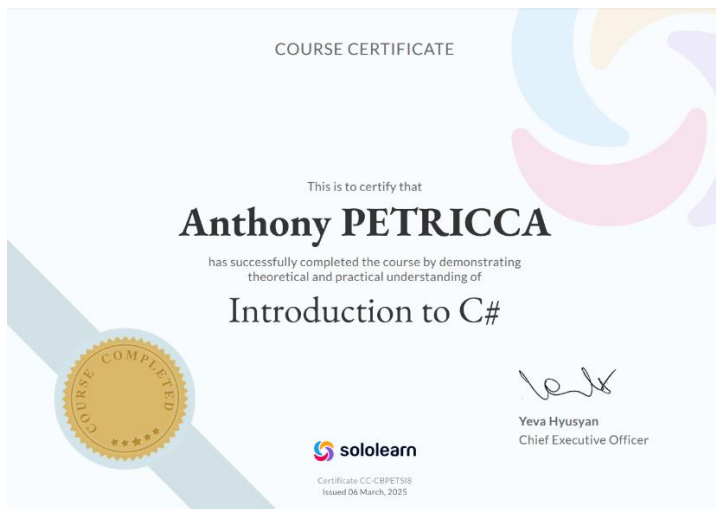 COURSE CERTIFICATE
This is to certify that
Anthony PETRICCA
has successfully completed the course by demonstrating
theoretical and practical understanding of
Introduction to C#
COURSE COMPLETED
Yeva Hyusyan
Chief Executive Officer
sololearn
Certificate CC-CBPETSI8
Issued 06 March, 2025